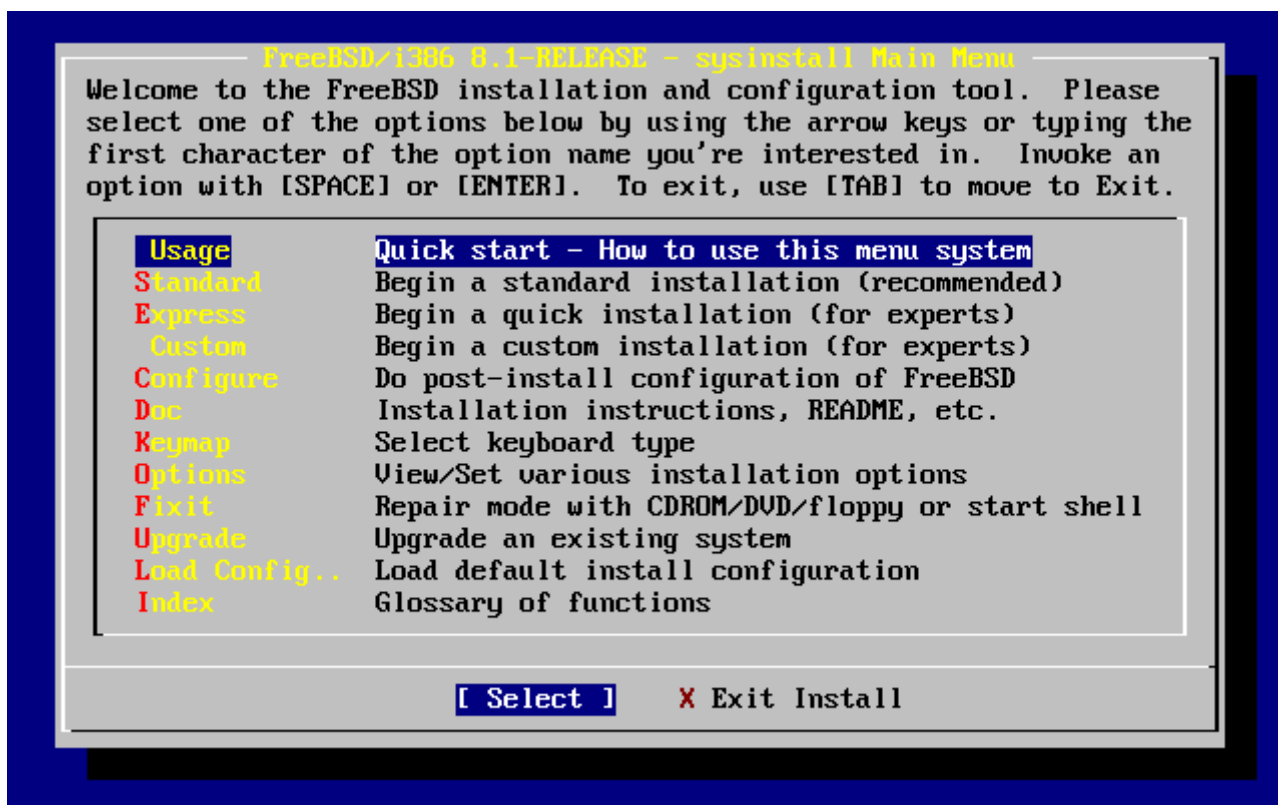 FreeBSD/i386 8.1-RELEASE - sysinstall Main Menu
Welcome to the FreeBSD installation and configuration tool.  Please
select one of the options below by using the arrow keys or typing the
first character of the option name you're interested in.  Invoke an
option with [SPACE] or [ENTER].  To exit, use [TAB] to move to Exit.
Usage Quick start - How to use this menu system
Standard Begin a standard installation (recommended)
Express Begin a quick installation (for experts)
Custom Begin a custom installation (for experts)
Configure Do post-install configuration of FreeBSD
Doc Installation instructions, README, etc.
Keymap Select keyboard type
Options View/Set various installation options
Fixit Repair mode with CDROM/DVD/floppy or start shell
Upgrade Upgrade an existing system
Load Config.. Load default install configuration
Index Glossary of functions
[ Select ] X Exit Install